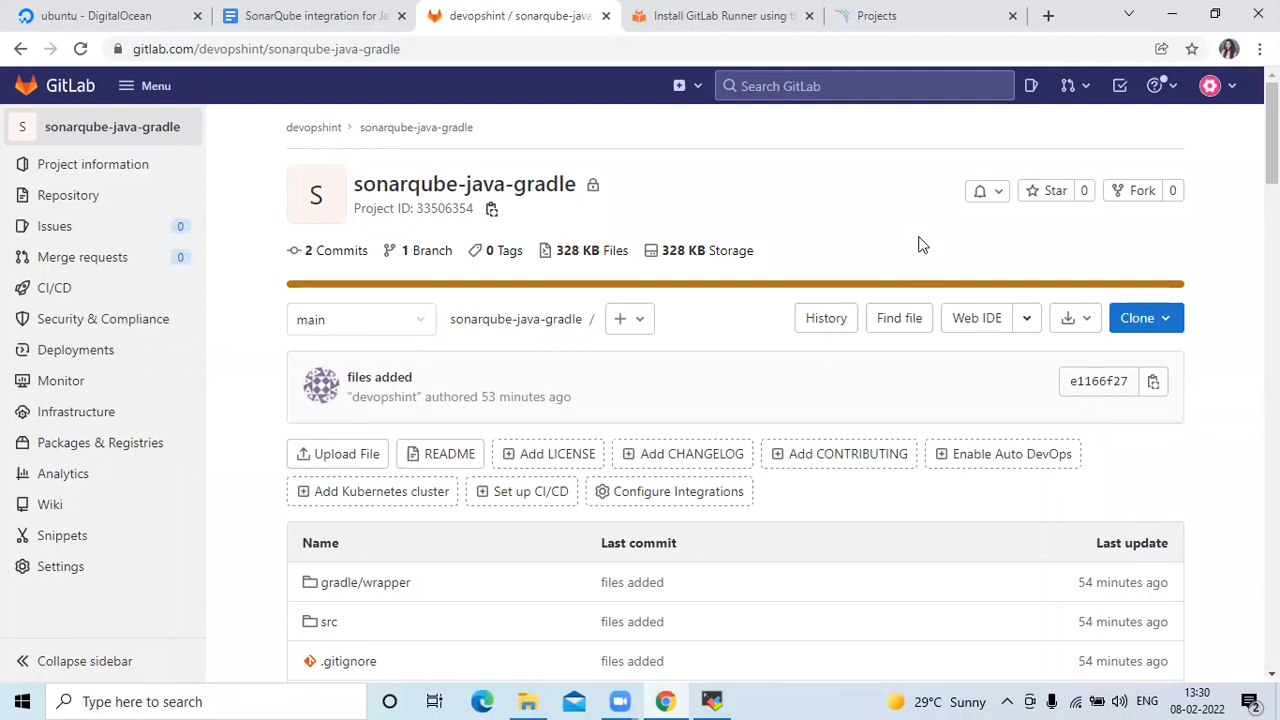 ubuntu - DigitalOcean
SonarQube integration for Ja
devopshint / sonarqube-java-
Install GitLab Runner using t
Projects
gitlab.com/devopshint/sonarqube-java-gradle
GitLab
Menu
Search GitLab
S
sonarqube-java-gradle
Project information
Repository
Issues
0
Merge requests
0
CI/CD
Security & Compliance
Deployments
Monitor
Infrastructure
Packages & Registries
Analytics
Wiki
Snippets
Settings
Collapse sidebar
devopshint
sonarqube-java-gradle
S
sonarqube-java-gradle
Project ID: 33506354
Star 0
Fork 0
2 Commits
1 Branch
0 Tags
328 KB Files
328 KB Storage
main
sonarqube-java-gradle /
History
Find file
Web IDE
Clone
files added
"devopshint" authored 53 minutes ago
e1166f27
Upload File
README
Add LICENSE
Add CHANGELOG
Add CONTRIBUTING
Enable Auto DevOps
Add Kubernetes cluster
Set up CI/CD
Configure Integrations
Name Last commit Last update
gradle/wrapper files added 54 minutes ago
src files added 54 minutes ago
.gitignore files added 54 minutes ago
Type here to search
29°C Sunny
ENG
13:30
08-02-2022
2